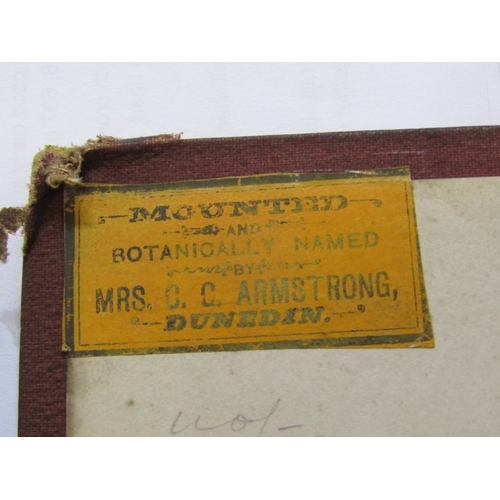 MOUNTED
AND
BOTANICALLY NAMED
BY
MRS. C. C. ARMSTRONG,
DUNEDIN.